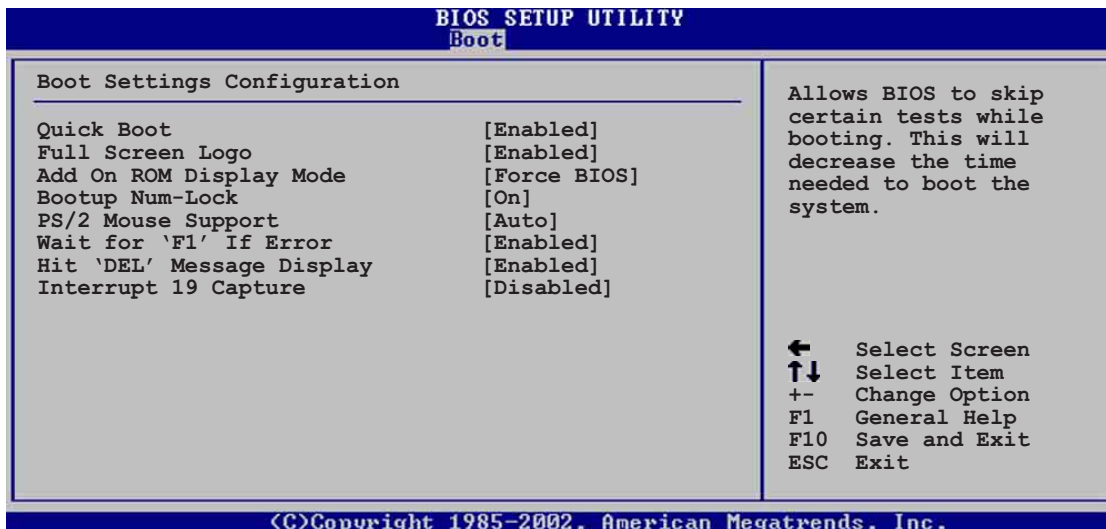 BIOS SETUP UTILITY
Boot
Boot Settings Configuration
Quick Boot [Enabled]
Full Screen Logo [Enabled]
Add On ROM Display Mode [Force BIOS]
Bootup Num-Lock [On]
PS/2 Mouse Support [Auto]
Wait for ‘F1’ If Error [Enabled]
Hit ‘DEL’ Message Display [Enabled]
Interrupt 19 Capture [Disabled]
Allows BIOS to skip
certain tests while
booting. This will
decrease the time
needed to boot the
system.
← Select Screen
↑↓ Select Item
+- Change Option
F1 General Help
F10 Save and Exit
ESC Exit
(C)Copyright 1985-2002, American Megatrends, Inc.